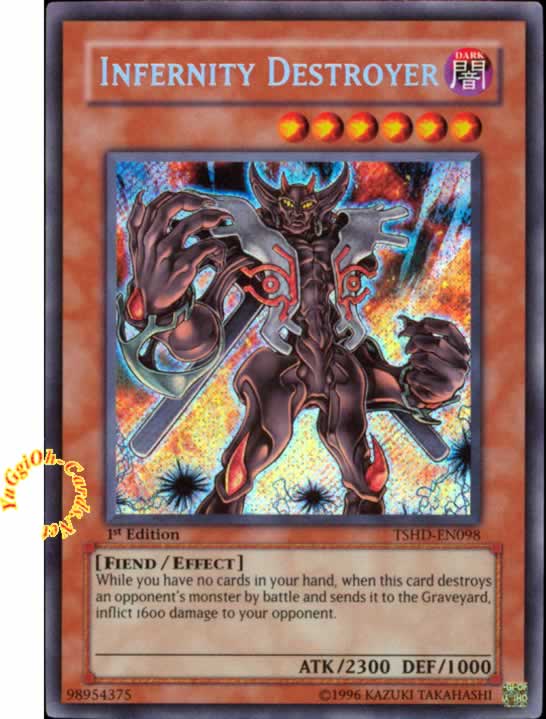 INFERNITY DESTROYER
DARK
闇
1st Edition
TSHD-EN098
[FIEND / EFFECT]
While you have no cards in your hand, when this card destroys
an opponent's monster by battle and sends it to the Graveyard,
inflict 1600 damage to your opponent.
ATK/2300 DEF/1000
98954375
©1996 KAZUKI TAKAHASHI
YuGgiOh-Cards.Net